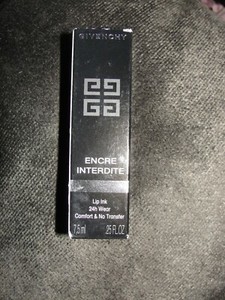 GIVENCHY
ENCRE
INTERDITE
Lip Ink
24h Wear
Comfort & No Transfer
7.5 ml .25 FL.OZ